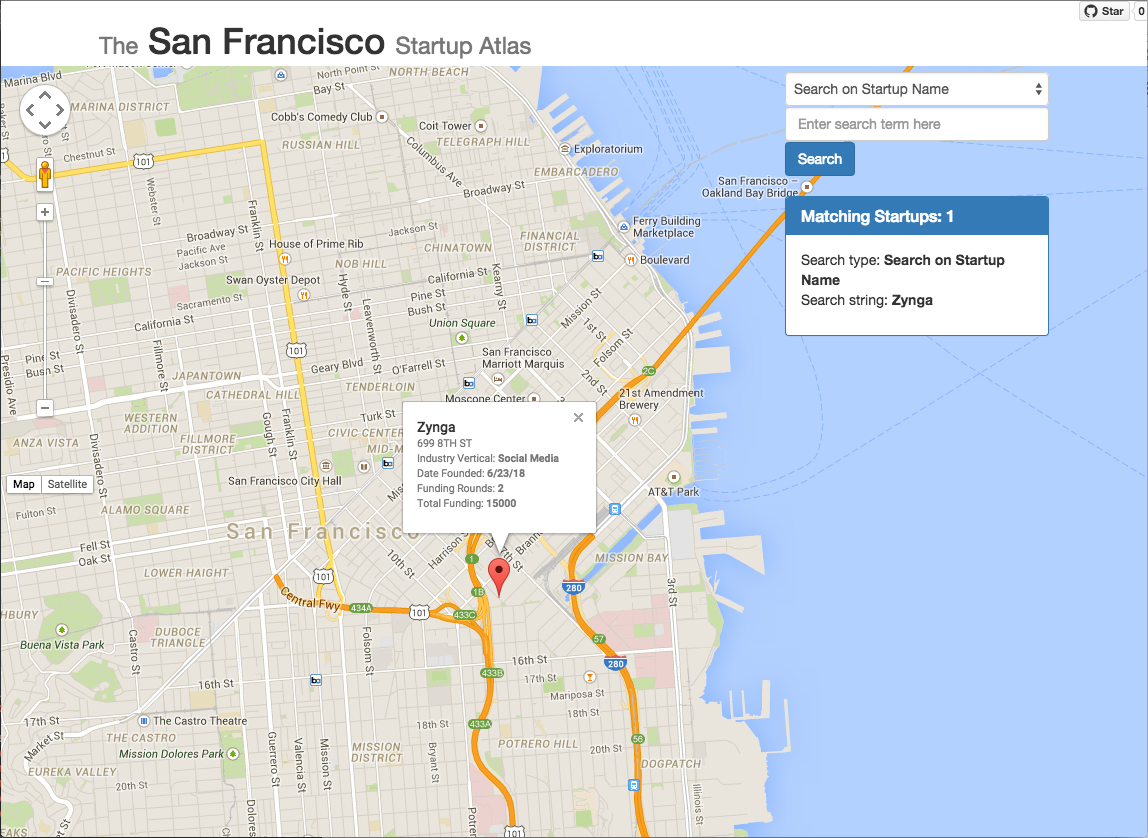 Star
0
The San Francisco Startup Atlas
Marina Blvd
Bay St
North Point St
NORTH BEACH
Search on Startup Name
Enter search term here
Search
Matching Startups: 1
Search type: Search on Startup
Name
Search string: Zynga
MARINA DISTRICT
Cobb's Comedy Club
Coit Tower
TELEGRAPH HILL
RUSSIAN HILL
Chestnut St
101
Columbus Ave
Exploratorium
EMBARCADERO
Webster St
Franklin St
Broadway St
San Francisco –
Oakland Bay Bridge
Ferry Building
Marketplace
Jackson St
Broadway St
Pacific Ave
Jackson St
House of Prime Rib
CHINATOWN
FINANCIAL
DISTRICT
Boulevard
NOB HILL
PACIFIC HEIGHTS
Swan Oyster Depot
California St
Kearny St
Divisadero St
Sacramento St
Hyde St
Pine St
Bush St
Mission St
California St
Leavenworth St
Union Square
1st St
Folsom St
Fillmore St
101
Pine St
Bush St
Presidio Ave
Geary Blvd
O'Farrell St
San Francisco
Marriott Marquis
2nd St
2C
JAPANTOWN
TENDERLOIN
CATHEDRAL HILL
Moscone Center
21st Amendment
Brewery
WESTERN
ADDITION
Gough St
Franklin St
Turk St
CIVIC CENTER
ANZA VISTA
FILLMORE
DISTRICT
Divisadero St
MID-M
Zynga
699 8TH ST
Industry Vertical: Social Media
Date Founded: 6/23/18
Funding Rounds: 2
Total Funding: 15000
San Francisco City Hall
Map
Satellite
AT&T Park
Fulton St
ALAMO SQUARE
San Francisco
Fell St
Oak St
10th St
Harrison St
MISSION BAY
LOWER HEIGHT
101
1
1B
280
3rd St
Central Fwy
434A
101
433C
Buena Vista Park
DUBOCE
TRIANGLE
Folsom St
57
280
16th St
433B
17th St
16th St
Mariposa St
17th St
The Castro Theatre
18th St
433A
18th St
Market St
THE CASTRO
Mission Dolores Park
MISSION
DISTRICT
POTRERO HILL
20th St
56
EUREKA VALLEY
20th St
Guerrero St
Valencia St
Mission St
Bryant St
DOGPATCH
Dolores St
Potrero
101